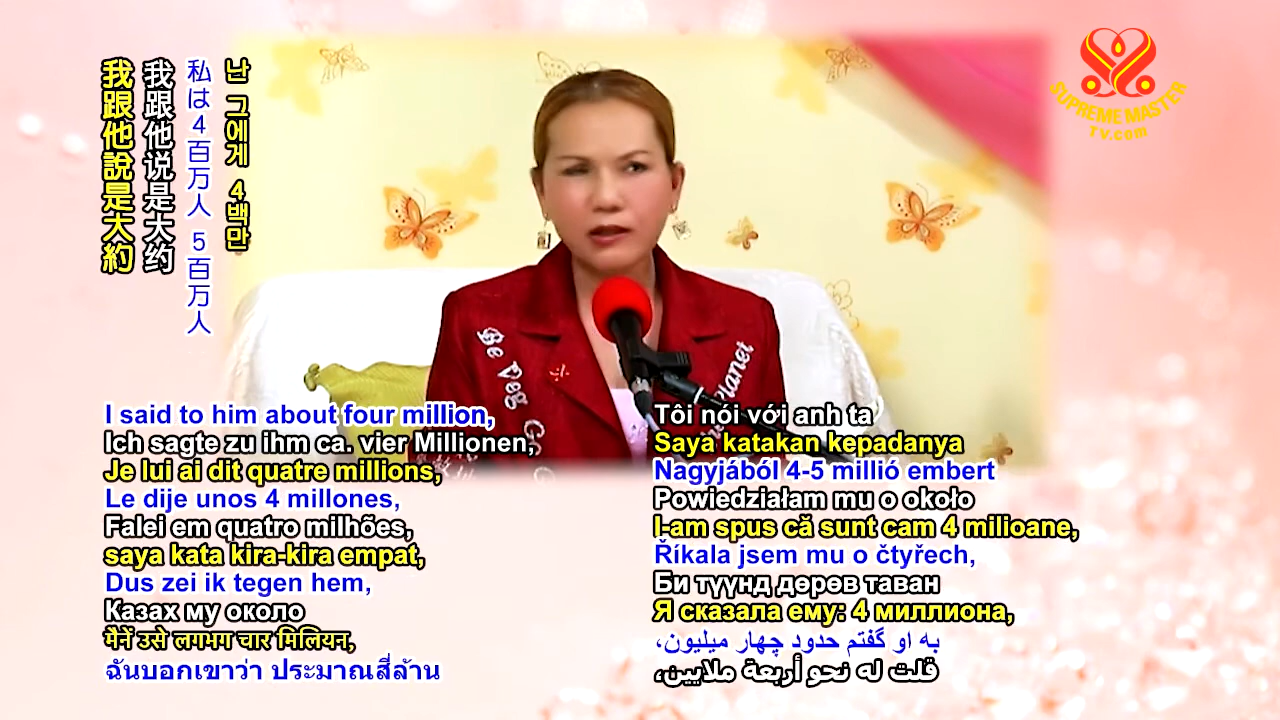 我跟他說是大約
我跟他说是大约
私は4百万人 5百万人
난 그에게 4백만
SUPREME MASTER
TV.com
Be Veg Go
Planet
I said to him about four million,
Ich sagte zu ihm ca. vier Millionen,
Je lui ai dit quatre millions,
Le dije unos 4 millones,
Falei em quatro milhões,
saya kata kira-kira empat,
Dus zei ik tegen hem,
Казах му около
मैनें उसे लगभग चार मिलियन,
ฉันบอกเขาว่า ประมาณสี่ล้าน
Tôi nói với anh ta
Saya katakan kepadanya
Nagyjából 4-5 millió embert
Powiedziałam mu o około
I-am spus că sunt cam 4 milioane,
Říkala jsem mu o čtyřech,
Би түүнд дөрөв таван
Я сказала ему: 4 миллиона,
به او گفتم حدود چهار میلیون،
قلت له نحو أربعة ملايين،